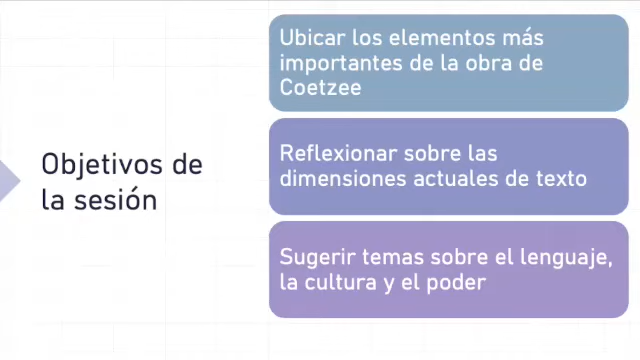 Objetivos de
la sesión
Ubicar los elementos más
importantes de la obra de
Coetzee
Reflexionar sobre las
dimensiones actuales de texto
Sugerir temas sobre el lenguaje,
la cultura y el poder